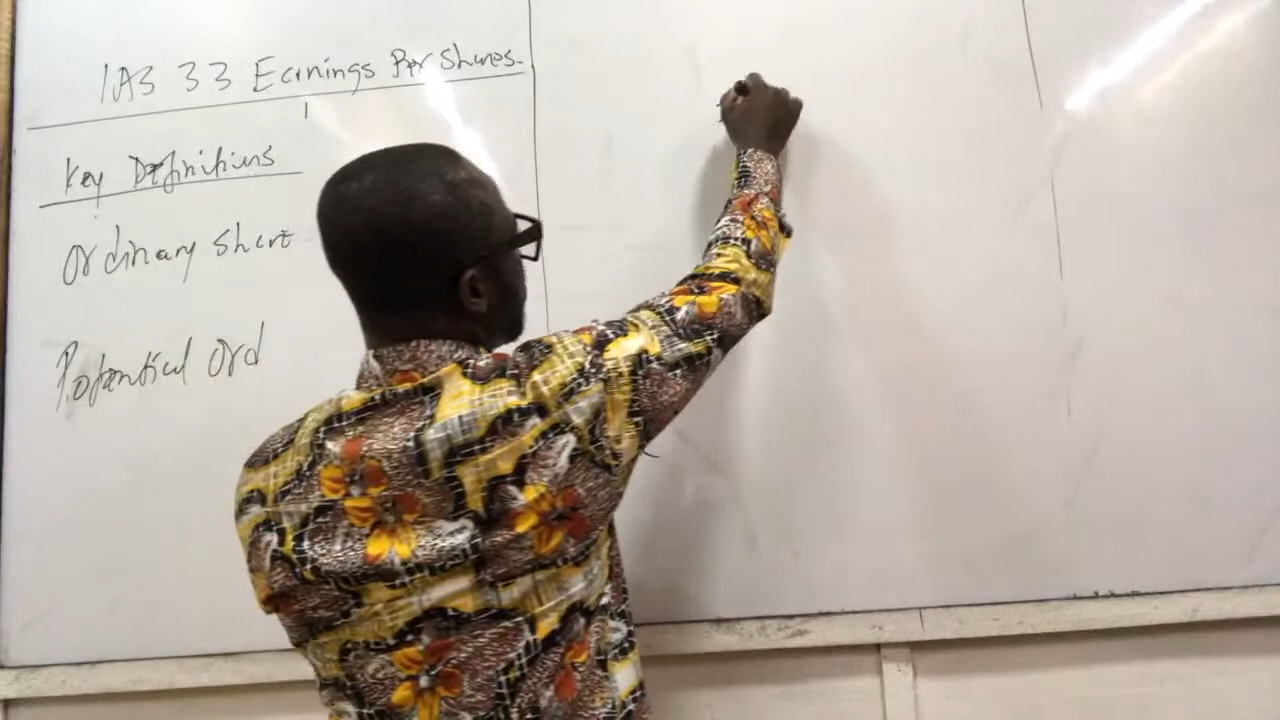 IAS 33 Earnings Per Shares.
Key Definitions
Ordinary Share
Potential Ord